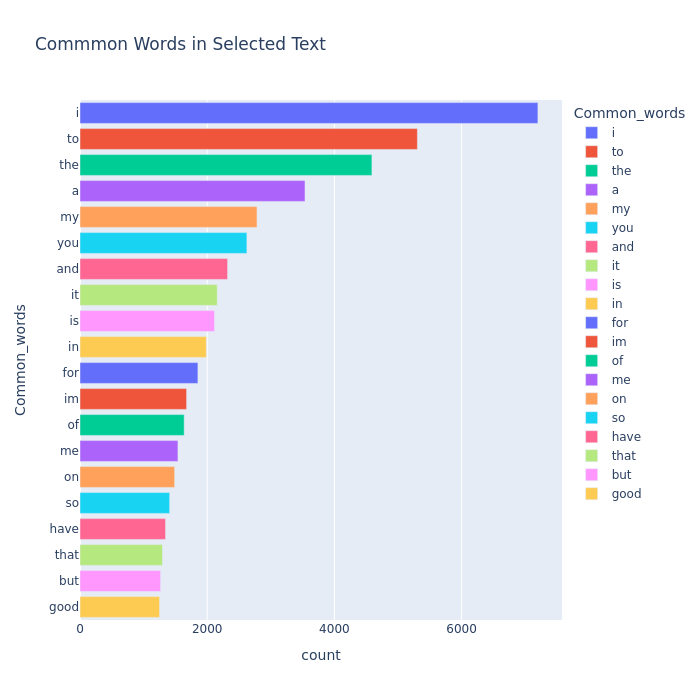 Commmon Words in Selected Text
Common_words
i
to
the
a
my
you
and
it
is
in
for
im
of
me
on
so
have
that
but
good
0 2000 4000 6000
count
Common_words
i
to
the
a
my
you
and
it
is
in
for
im
of
me
on
so
have
that
but
good